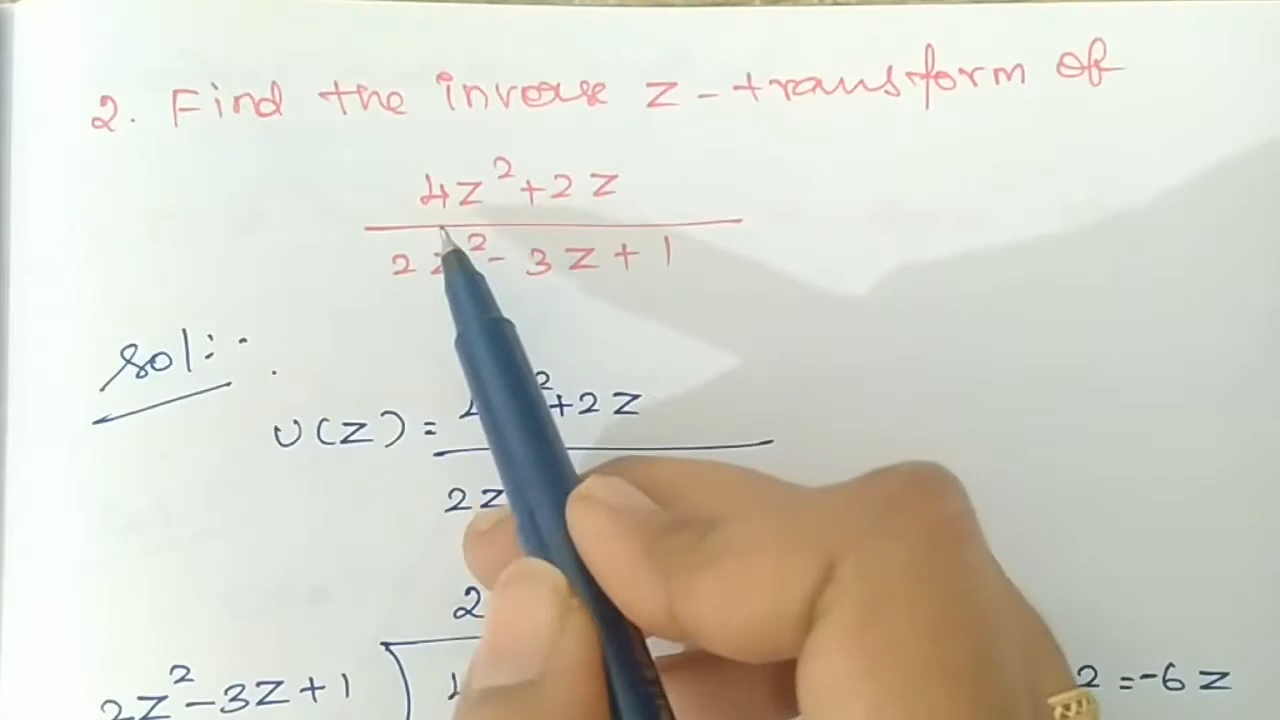 2. Find the inverse z-transform of
4z²+2z
2z²-3z+1
Sol:-
U(z)=
²+2z
2z
2
2z²-3z+1
2=-6z